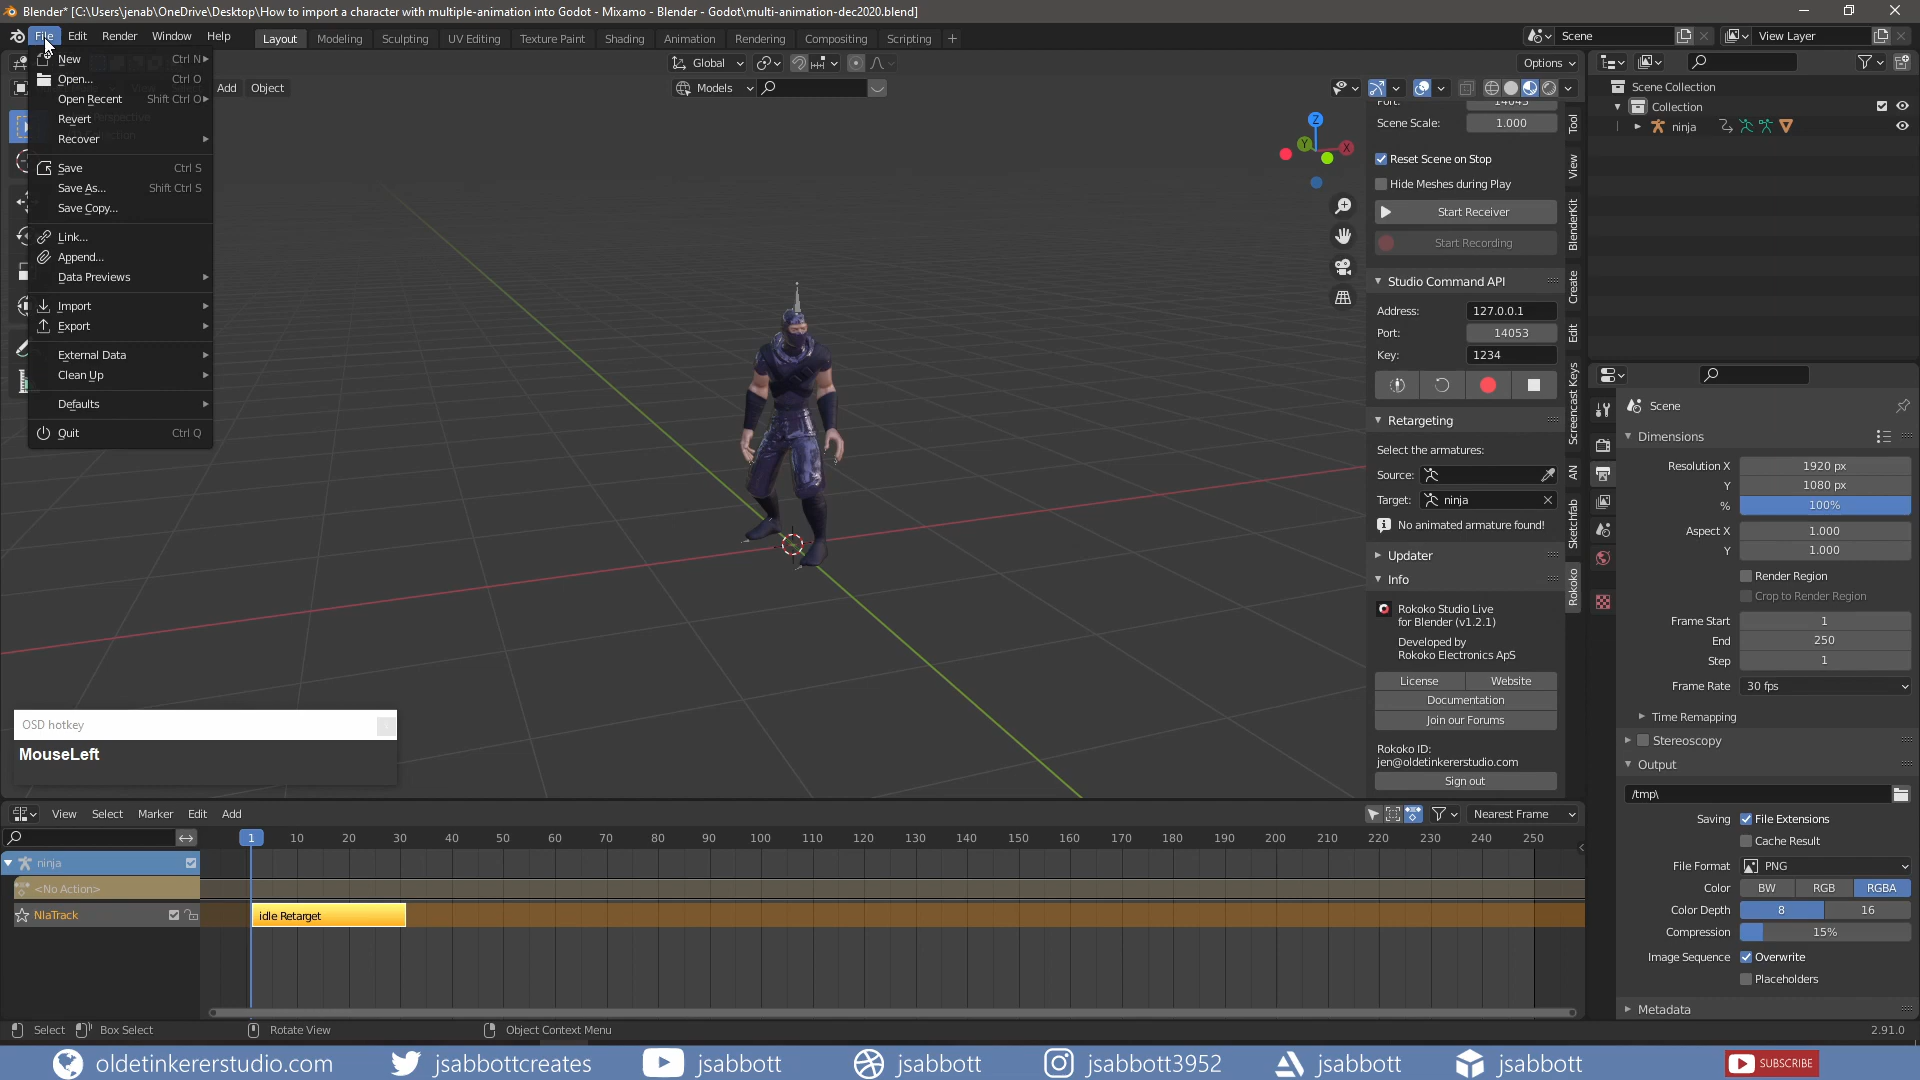 Blender* [C:\Users\jenab\OneDrive\Desktop\How to import a character with multiple-animation into Godot - Mixamo - Blender - Godot\multi-animation-dec2020.blend]
File Edit Render Window Help Layout Modeling Sculpting UV Editing Texture Paint Shading Animation Rendering Compositing Scripting + Scene View Layer
New Ctrl N
Open... Ctrl O
Open Recent Shift Ctrl O
Revert
Recover
Save Ctrl S
Save As... Shift Ctrl S
Save Copy...
Link...
Append...
Data Previews
Import
Export
External Data
Clean Up
Defaults
Quit Ctrl Q
Global
Options
Add Object
Models
Z
Y
X
Port: 14043
Scene Scale: 1.000
Reset Scene on Stop
Hide Meshes during Play
Start Receiver
Start Recording
Studio Command API
Address: 127.0.0.1
Port: 14053
Key: 1234
Retargeting
Select the armatures:
Source:
Target: ninja
No animated armature found!
Updater
Info
Rokoko Studio Live
for Blender (v1.2.1)
Developed by
Rokoko Electronics ApS
License Website
Documentation
Join our Forums
Rokoko ID:
jen@oldetinkererstudio.com
Sign out
Tool
View
BlenderKit
Create
Edit
Screencast Keys
AN
Sketchfab
Rokoko
Scene Collection
Collection
ninja
Scene
Dimensions
Resolution X 1920 px
Y 1080 px
% 100%
Aspect X 1.000
Y 1.000
Render Region
Crop to Render Region
Frame Start 1
End 250
Step 1
Frame Rate 30 fps
Time Remapping
Stereoscopy
Output
/tmp\
Saving File Extensions
Cache Result
File Format PNG
Color BW RGB RGBA
Color Depth 8 16
Compression 15%
Image Sequence Overwrite
Placeholders
Metadata
OSD hotkey
MouseLeft
View Select Marker Edit Add Nearest Frame
1 10 20 30 40 50 60 70 80 90 100 110 120 130 140 150 160 170 180 190 200 210 220 230 240 250
ninja
<No Action>
NlaTrack idle Retarget
Select Box Select Rotate View Object Context Menu 2.91.0
oldetinkererstudio.com jsabbottcreates jsabbott jsabbott jsabbott3952 jsabbott jsabbott SUBSCRIBE